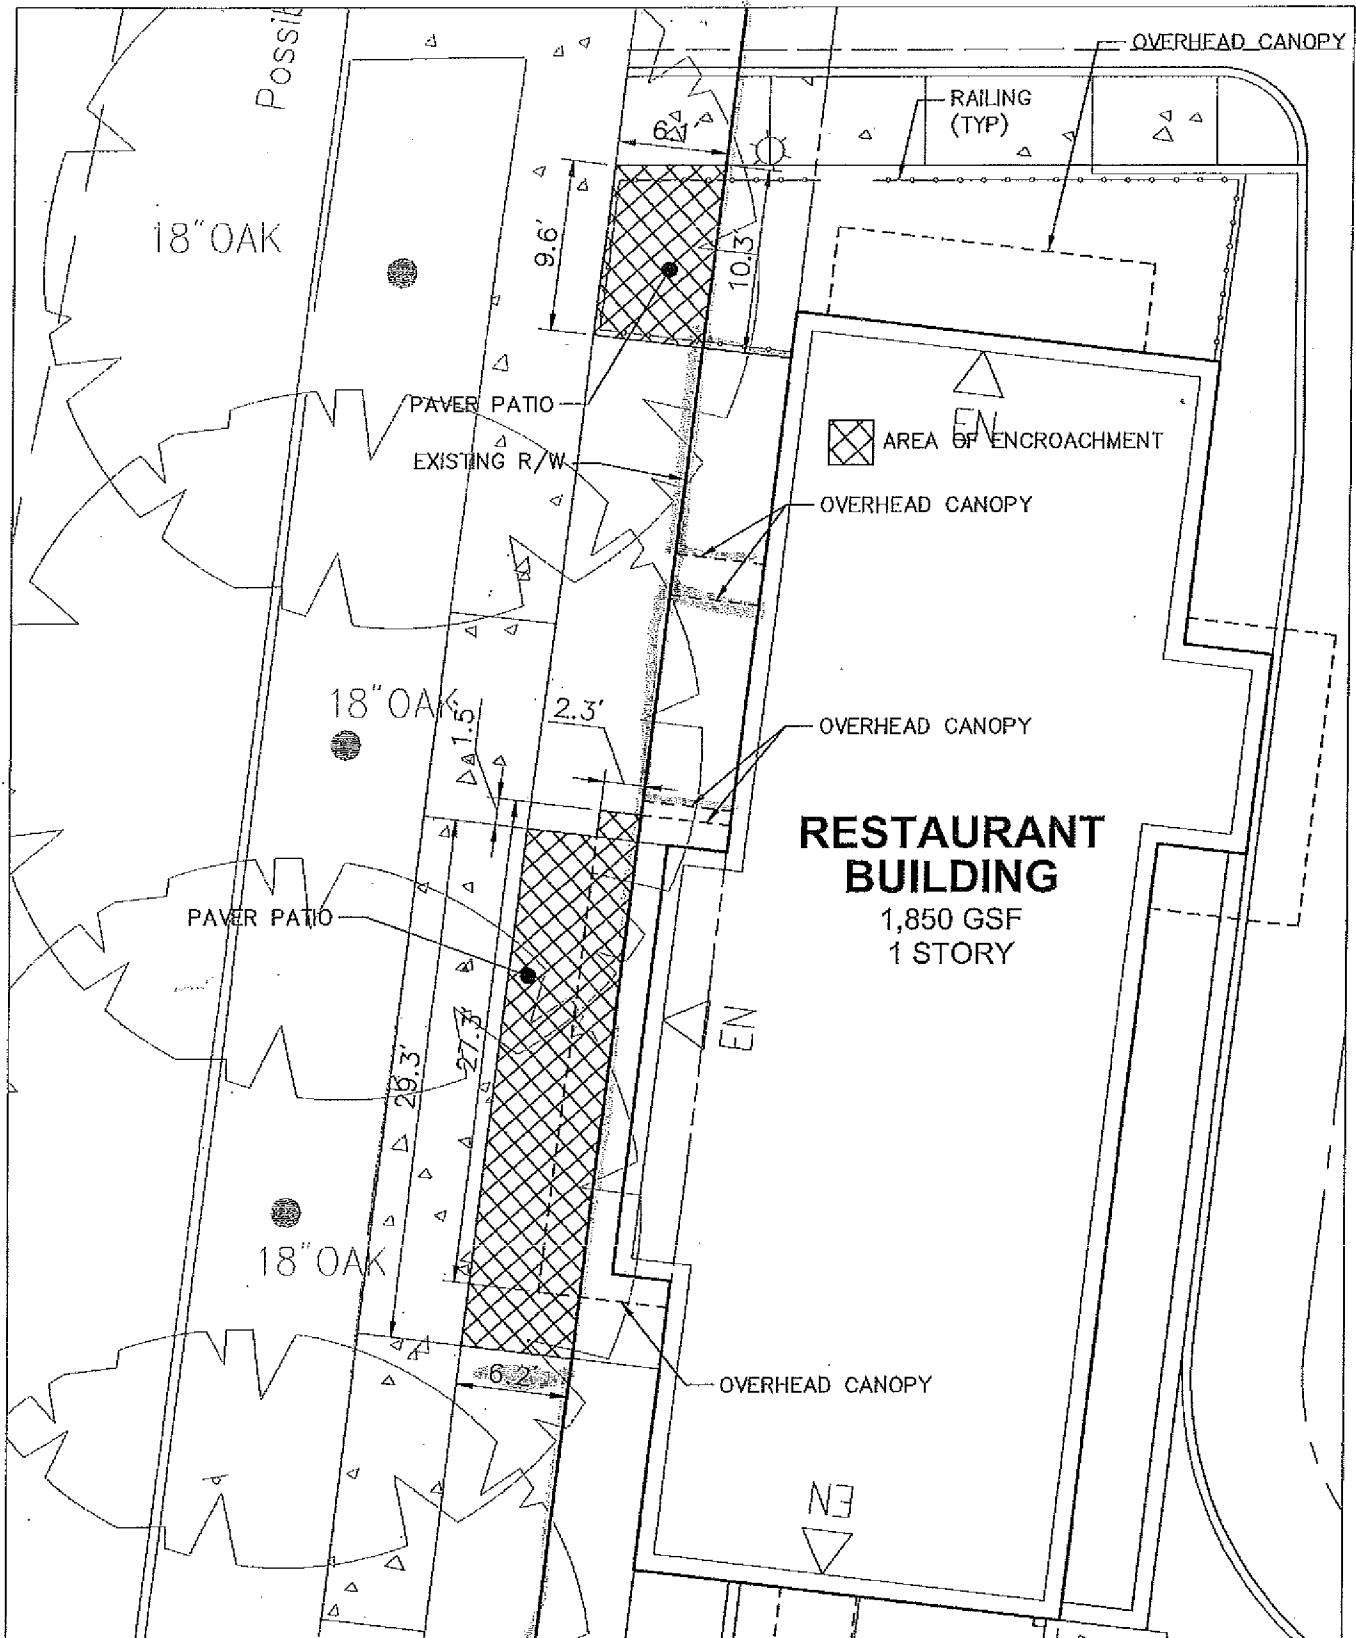 Possib
OVERHEAD CANOPY
RAILING
(TYP)
6.1'
18"OAK
9.6'
10.3'
PAVER PATIO
EN
AREA OF ENCROACHMENT
EXISTING R/W
OVERHEAD CANOPY
18"OAK
1.5'
2.3'
OVERHEAD CANOPY
RESTAURANT
BUILDING
1,850 GSF
1 STORY
PAVER PATIO
EN
29.3'
27.3'
18"OAK
6.2'
OVERHEAD CANOPY
EN